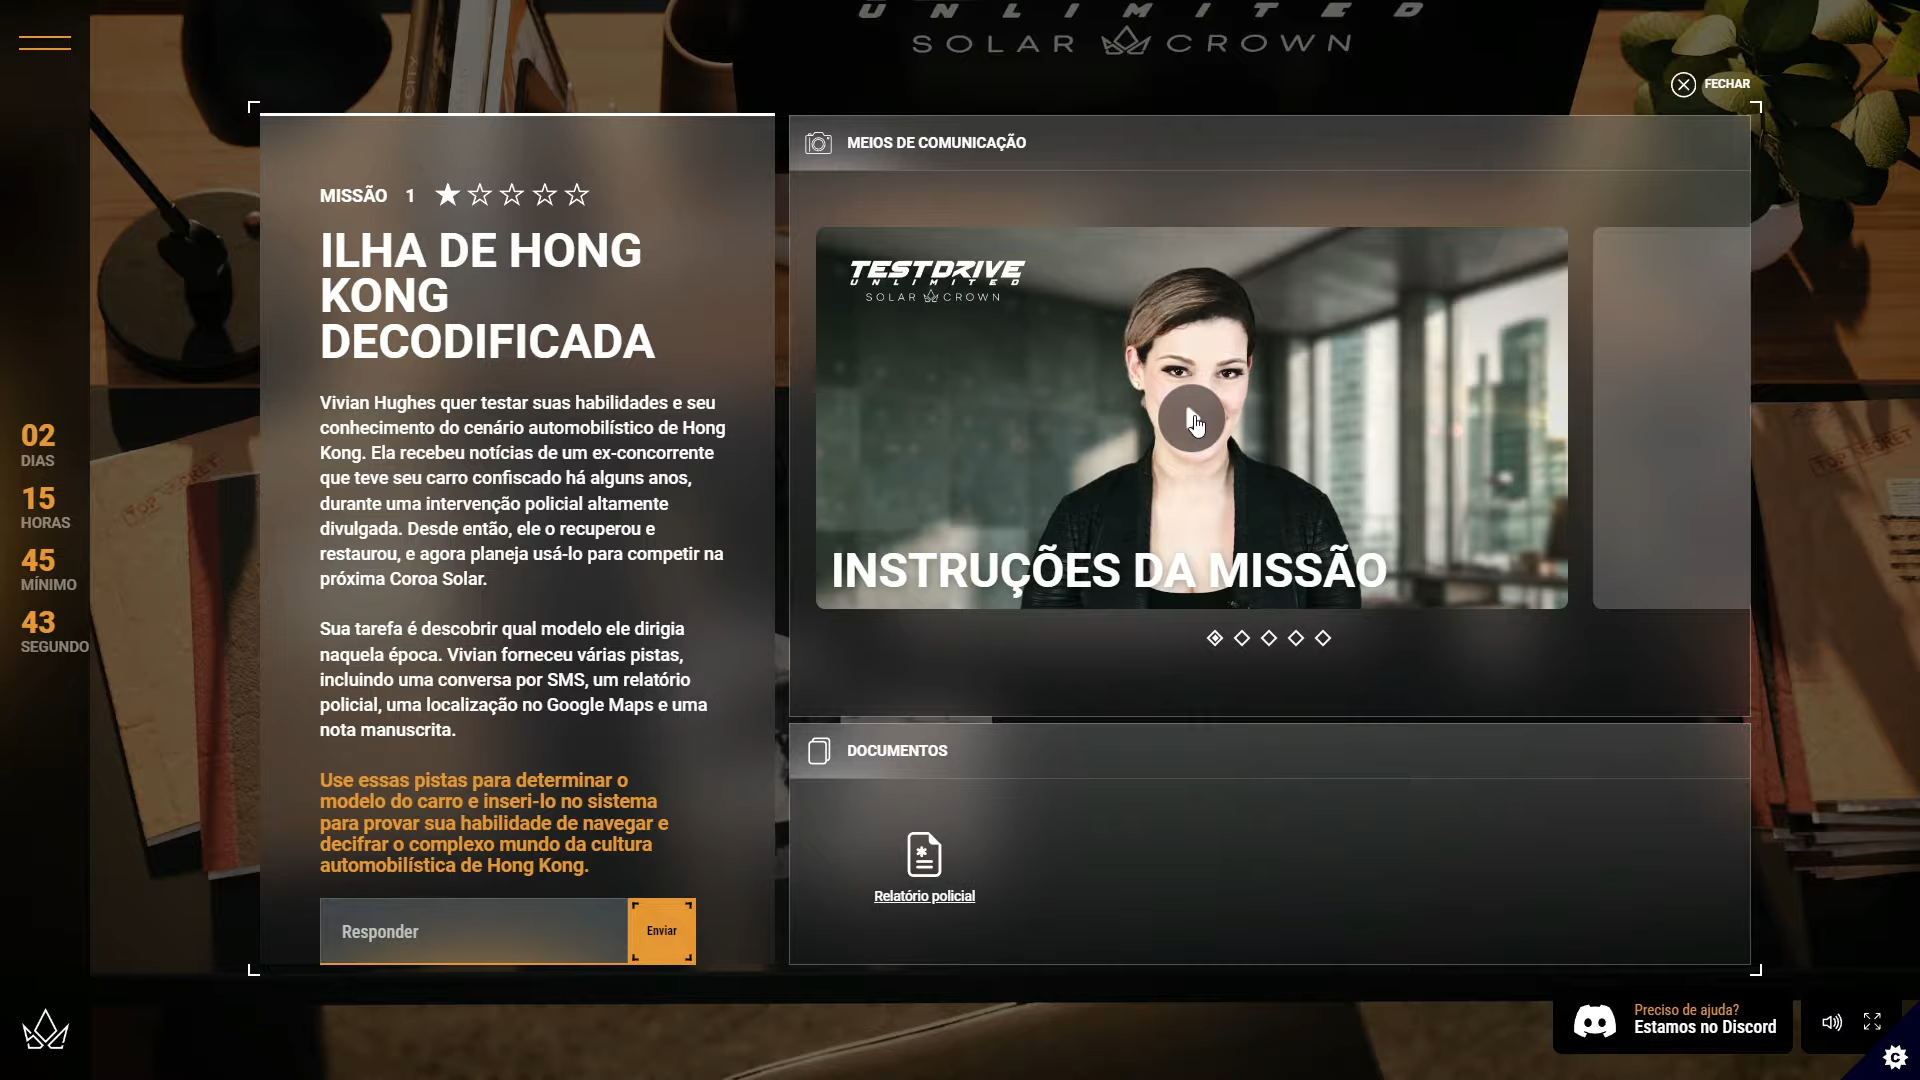 UNLIMITED
SOLAR CROWN
FECHAR
MISSÃO 1
ILHA DE HONG
KONG
DECODIFICADA
Vivian Hughes quer testar suas habilidades e seu
conhecimento do cenário automobilístico de Hong
Kong. Ela recebeu notícias de um ex-concorrente
que teve seu carro confiscado há alguns anos,
durante uma intervenção policial altamente
divulgada. Desde então, ele o recuperou e
restaurou, e agora planeja usá-lo para competir na
próxima Coroa Solar.
Sua tarefa é descobrir qual modelo ele dirigia
naquela época. Vivian forneceu várias pistas,
incluindo uma conversa por SMS, um relatório
policial, uma localização no Google Maps e uma
nota manuscrita.
Use essas pistas para determinar o
modelo do carro e inseri-lo no sistema
para provar sua habilidade de navegar e
decifrar o complexo mundo da cultura
automobilística de Hong Kong.
Responder
Enviar
MEIOS DE COMUNICAÇÃO
TEST DRIVE
UNLIMITED
SOLAR CROWN
INSTRUÇÕES DA MISSÃO
DOCUMENTOS
Relatório policial
02
DIAS
15
HORAS
45
MÍNIMO
43
SEGUNDO
TOP SECRET
TOP SECRET
Preciso de ajuda?
Estamos no Discord